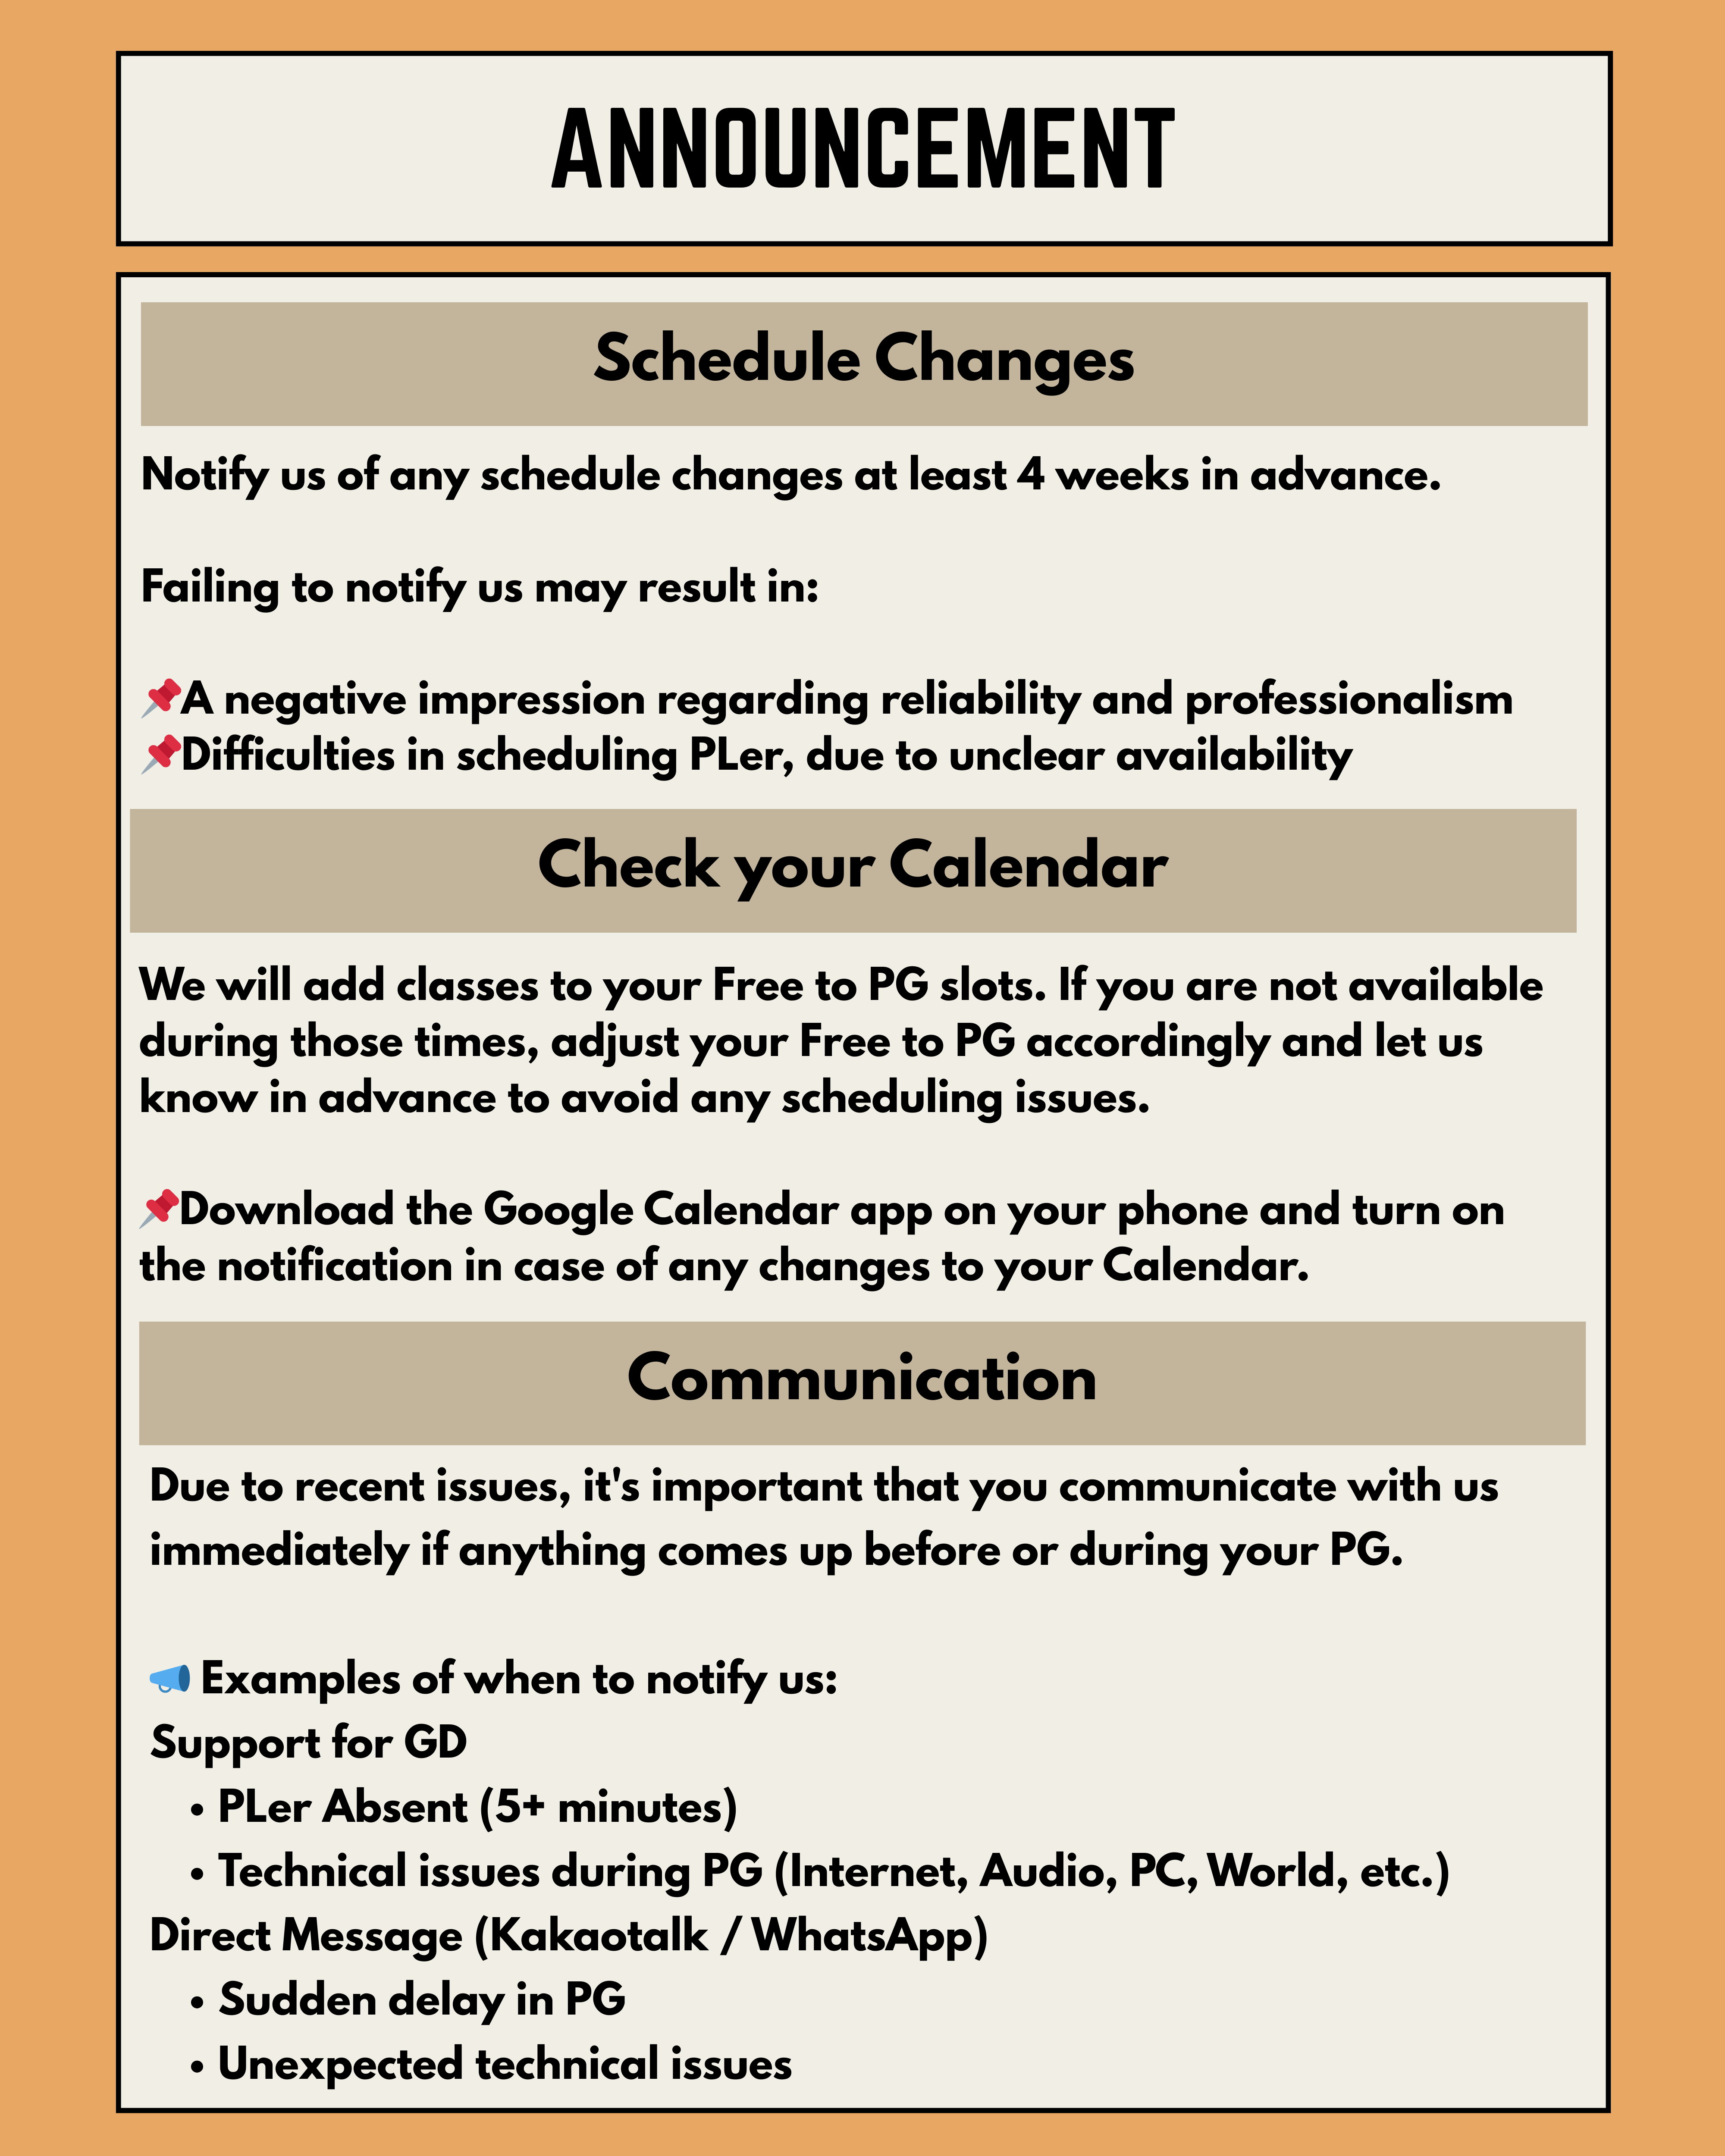 ANNOUNCEMENT
Schedule Changes
Notify us of any schedule changes at least 4 weeks in advance.
Failing to notify us may result in:
📌A negative impression regarding reliability and professionalism
📌Difficulties in scheduling PLer, due to unclear availability
Check your Calendar
We will add classes to your Free to PG slots. If you are not available
during those times, adjust your Free to PG accordingly and let us
know in advance to avoid any scheduling issues.
📌Download the Google Calendar app on your phone and turn on
the notification in case of any changes to your Calendar.
Communication
Due to recent issues, it's important that you communicate with us
immediately if anything comes up before or during your PG.
📣 Examples of when to notify us:
Support for GD
• PLer Absent (5+ minutes)
• Technical issues during PG (Internet, Audio, PC, World, etc.)
Direct Message (Kakaotalk / WhatsApp)
• Sudden delay in PG
• Unexpected technical issues